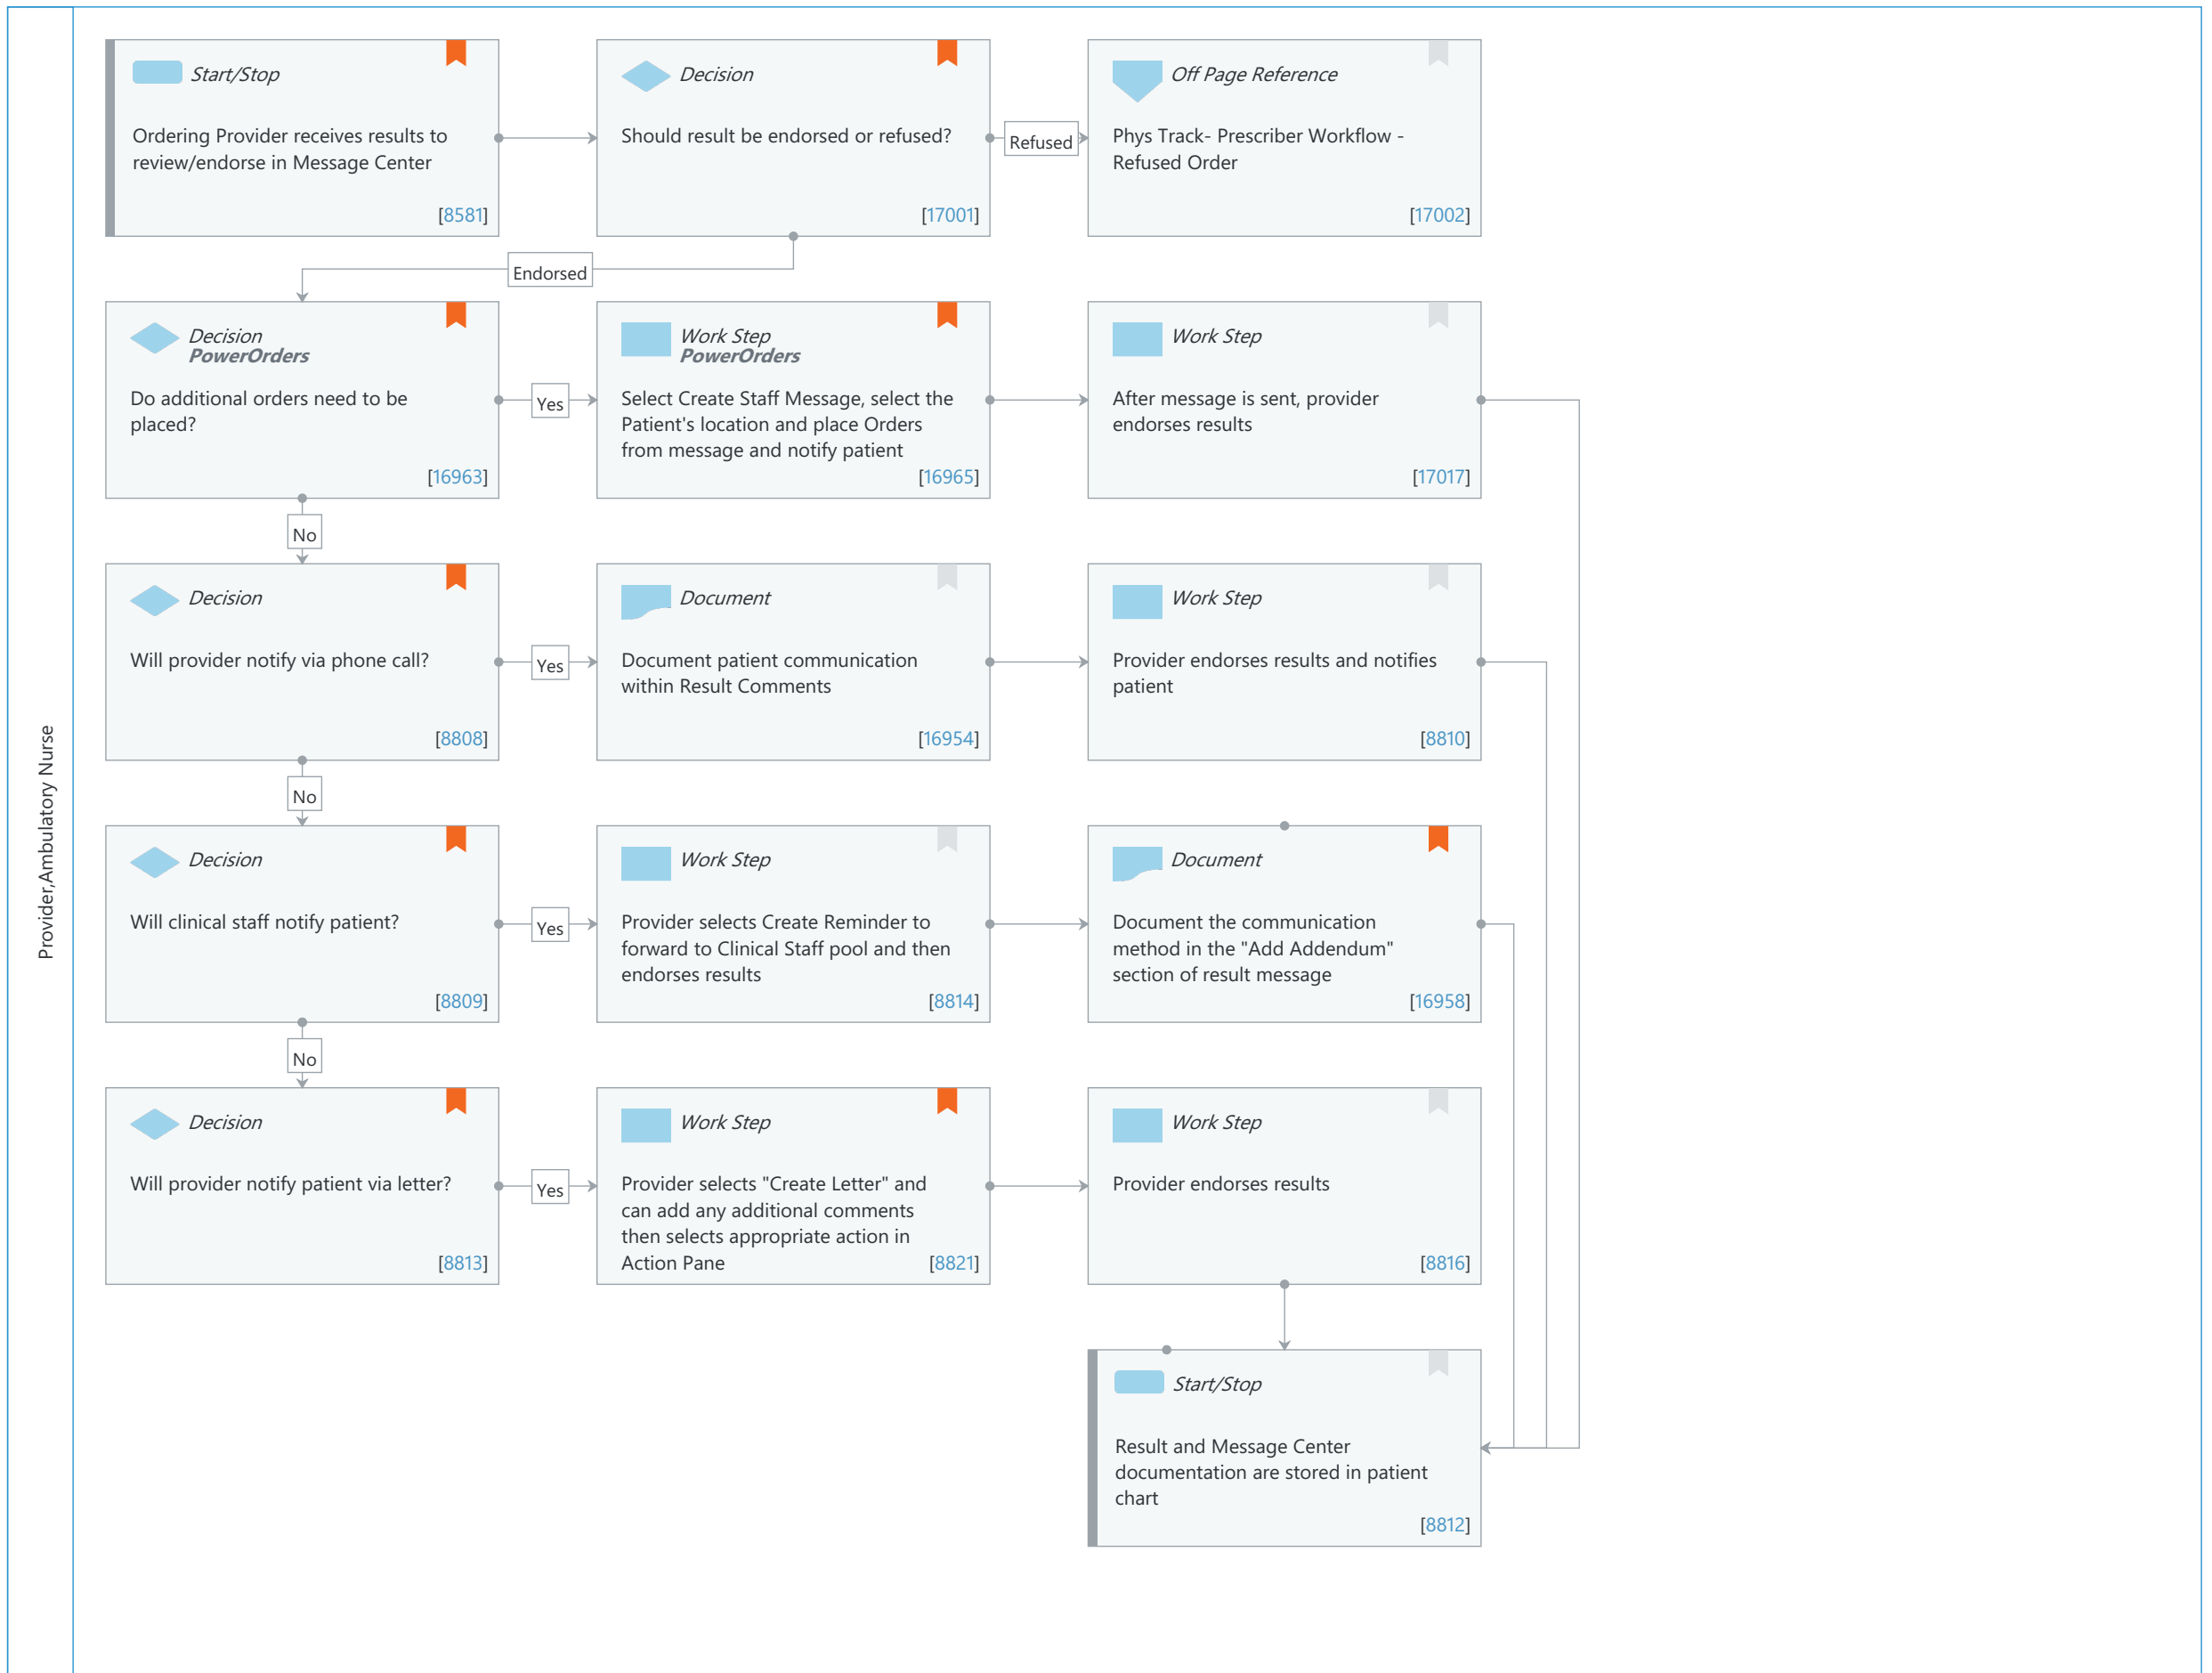 Provider,Ambulatory Nurse
Start/Stop
Ordering Provider receives results to
review/endorse in Message Center
[8581]
Decision
Should result be endorsed or refused?
[17001]
Refused
Off Page Reference
Phys Track- Prescriber Workflow -
Refused Order
[17002]
Endorsed
Decision
PowerOrders
Do additional orders need to be
placed?
[16963]
Yes
Work Step
PowerOrders
Select Create Staff Message, select the
Patient's location and place Orders
from message and notify patient
[16965]
Work Step
After message is sent, provider
endorses results
[17017]
No
Decision
Will provider notify via phone call?
[8808]
Yes
Document
Document patient communication
within Result Comments
[16954]
Work Step
Provider endorses results and notifies
patient
[8810]
No
Decision
Will clinical staff notify patient?
[8809]
Yes
Work Step
Provider selects Create Reminder to
forward to Clinical Staff pool and then
endorses results
[8814]
Document
Document the communication
method in the "Add Addendum"
section of result message
[16958]
No
Decision
Will provider notify patient via letter?
[8813]
Yes
Work Step
Provider selects "Create Letter" and
can add any additional comments
then selects appropriate action in
Action Pane
[8821]
Work Step
Provider endorses results
[8816]
Start/Stop
Result and Message Center
documentation are stored in patient
chart
[8812]